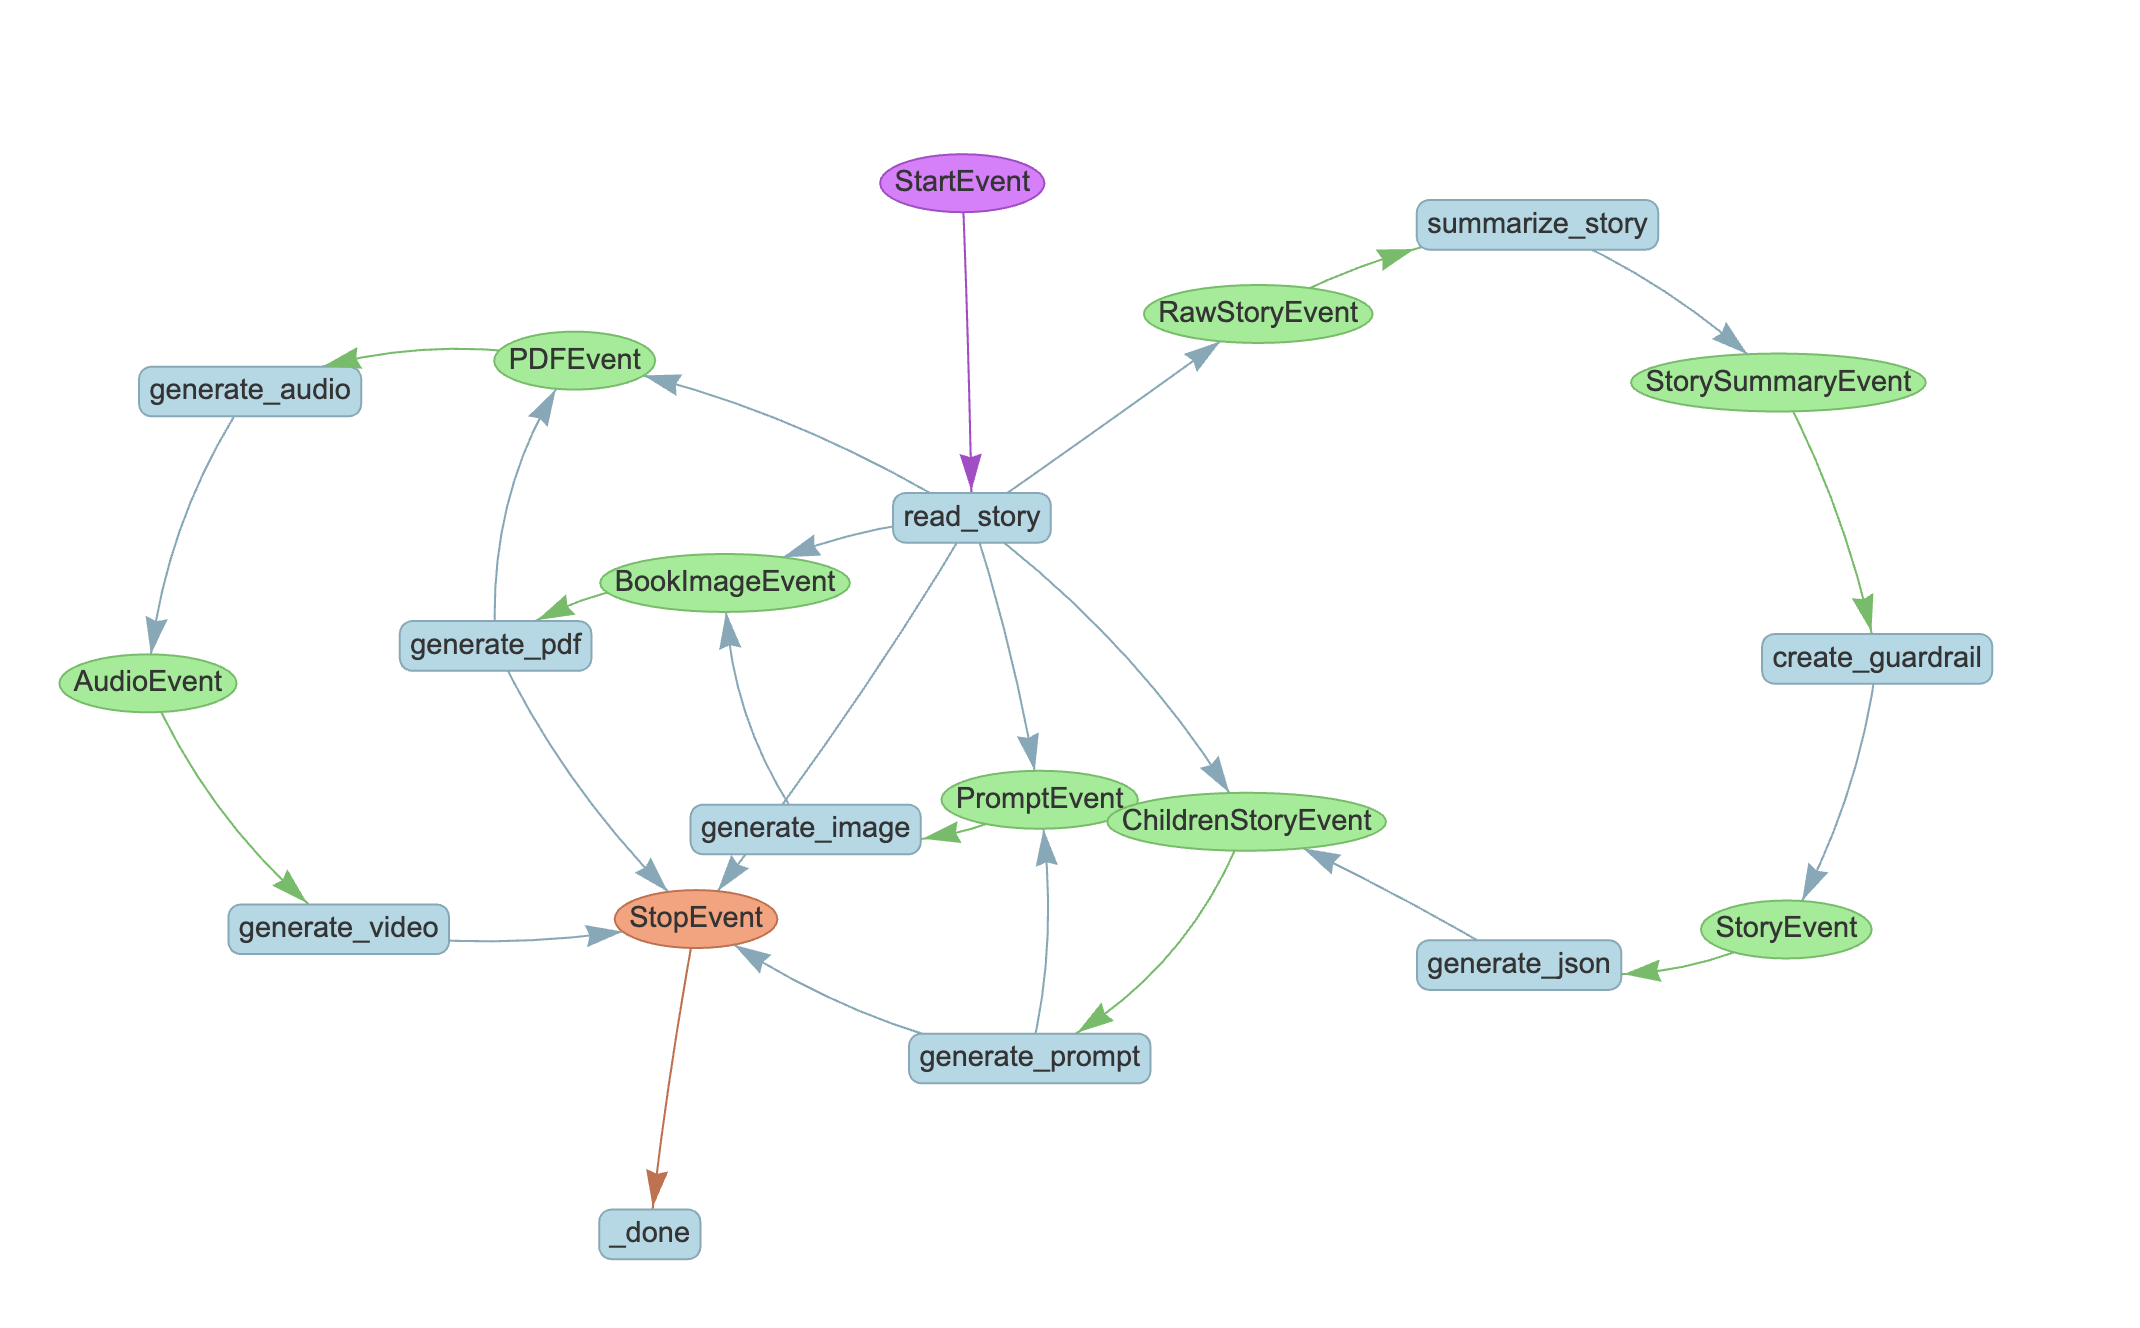 StartEvent
summarize_story
RawStoryEvent
PDFEvent
StorySummaryEvent
generate_audio
read_story
BookImageEvent
generate_pdf
create_guardrail
AudioEvent
PromptEvent
ChildrenStoryEvent
generate_image
StopEvent
generate_video
StoryEvent
generate_json
generate_prompt
_done